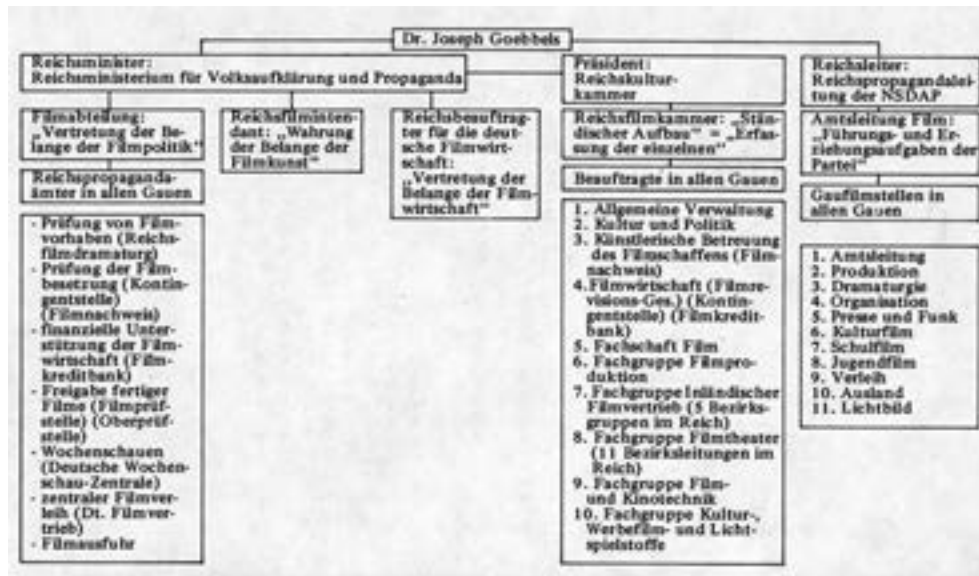 Dr. Joseph Goebbels
Reichsminister:
Reichsministerium für Volksaufklärung und Propaganda
Filmabteilung:
„Vertretung der Be-
lange der Filmpolitik“
Reichspropaganda-
ämter in allen Gauen
- Prüfung von Film-
vorhaben (Reichs-
filmdramaturg)
- Prüfung der Film-
besetzung (Kontin-
gentstelle)
(Filmnachweis)
- finanzielle Unter-
stützung der Film-
wirtschaft (Film-
kreditbank)
- Freigabe fertiger
Filme (Filmprüf-
stelle) (Oberprüf-
stelle)
- Wochenschauen
(Deutsche Wochen-
schau-Zentrale)
- zentraler Filmver-
leih (Dt. Filmver-
trieb)
- Filmausfuhr
Reichsfilminten-
dant: „Wahrung
der Belange der
Filmkunst“
Reichsbeauftrag-
ter für die deut-
sche Filmwirt-
schaft:
„Vertretung der
Belange der Film-
wirtschaft“
Präsident:
Reichskultur-
kammer
Reichsfilmkammer: „Stän-
discher Aufbau“ = „Erfas-
sung der einzelnen“
Beauftragte in allen Gauen
1. Allgemeine Verwaltung
2. Kultur und Politik
3. Künstlerische Betreuung
des Filmschaffens (Film-
nachweis)
4. Filmwirtschaft (Filmre-
visions-Ges.) (Kontin-
gentstelle) (Filmkredit-
bank)
5. Fachschaft Film
6. Fachgruppe Filmpro-
duktion
7. Fachgruppe Inländischer
Filmvertrieb (5 Bezirks-
gruppen im Reich)
8. Fachgruppe Filmtheater
(11 Bezirksleitungen im
Reich)
9. Fachgruppe Film-
und Kinotechnik
10. Fachgruppe Kultur-,
Werbefilm- und Licht-
spielstoffe
Reichsleiter:
Reichspropagandalei-
tung der NSDAP
Amtsleitung Film:
„Führungs- und Er-
ziehungsaufgaben der
Partei“
Gaufilmstellen in
allen Gauen
1. Amtsleitung
2. Produktion
3. Dramaturgie
4. Organisation
5. Presse und Funk
6. Kulturfilm
7. Schulfilm
8. Jugendfilm
9. Verleih
10. Ausland
11. Lichtbild